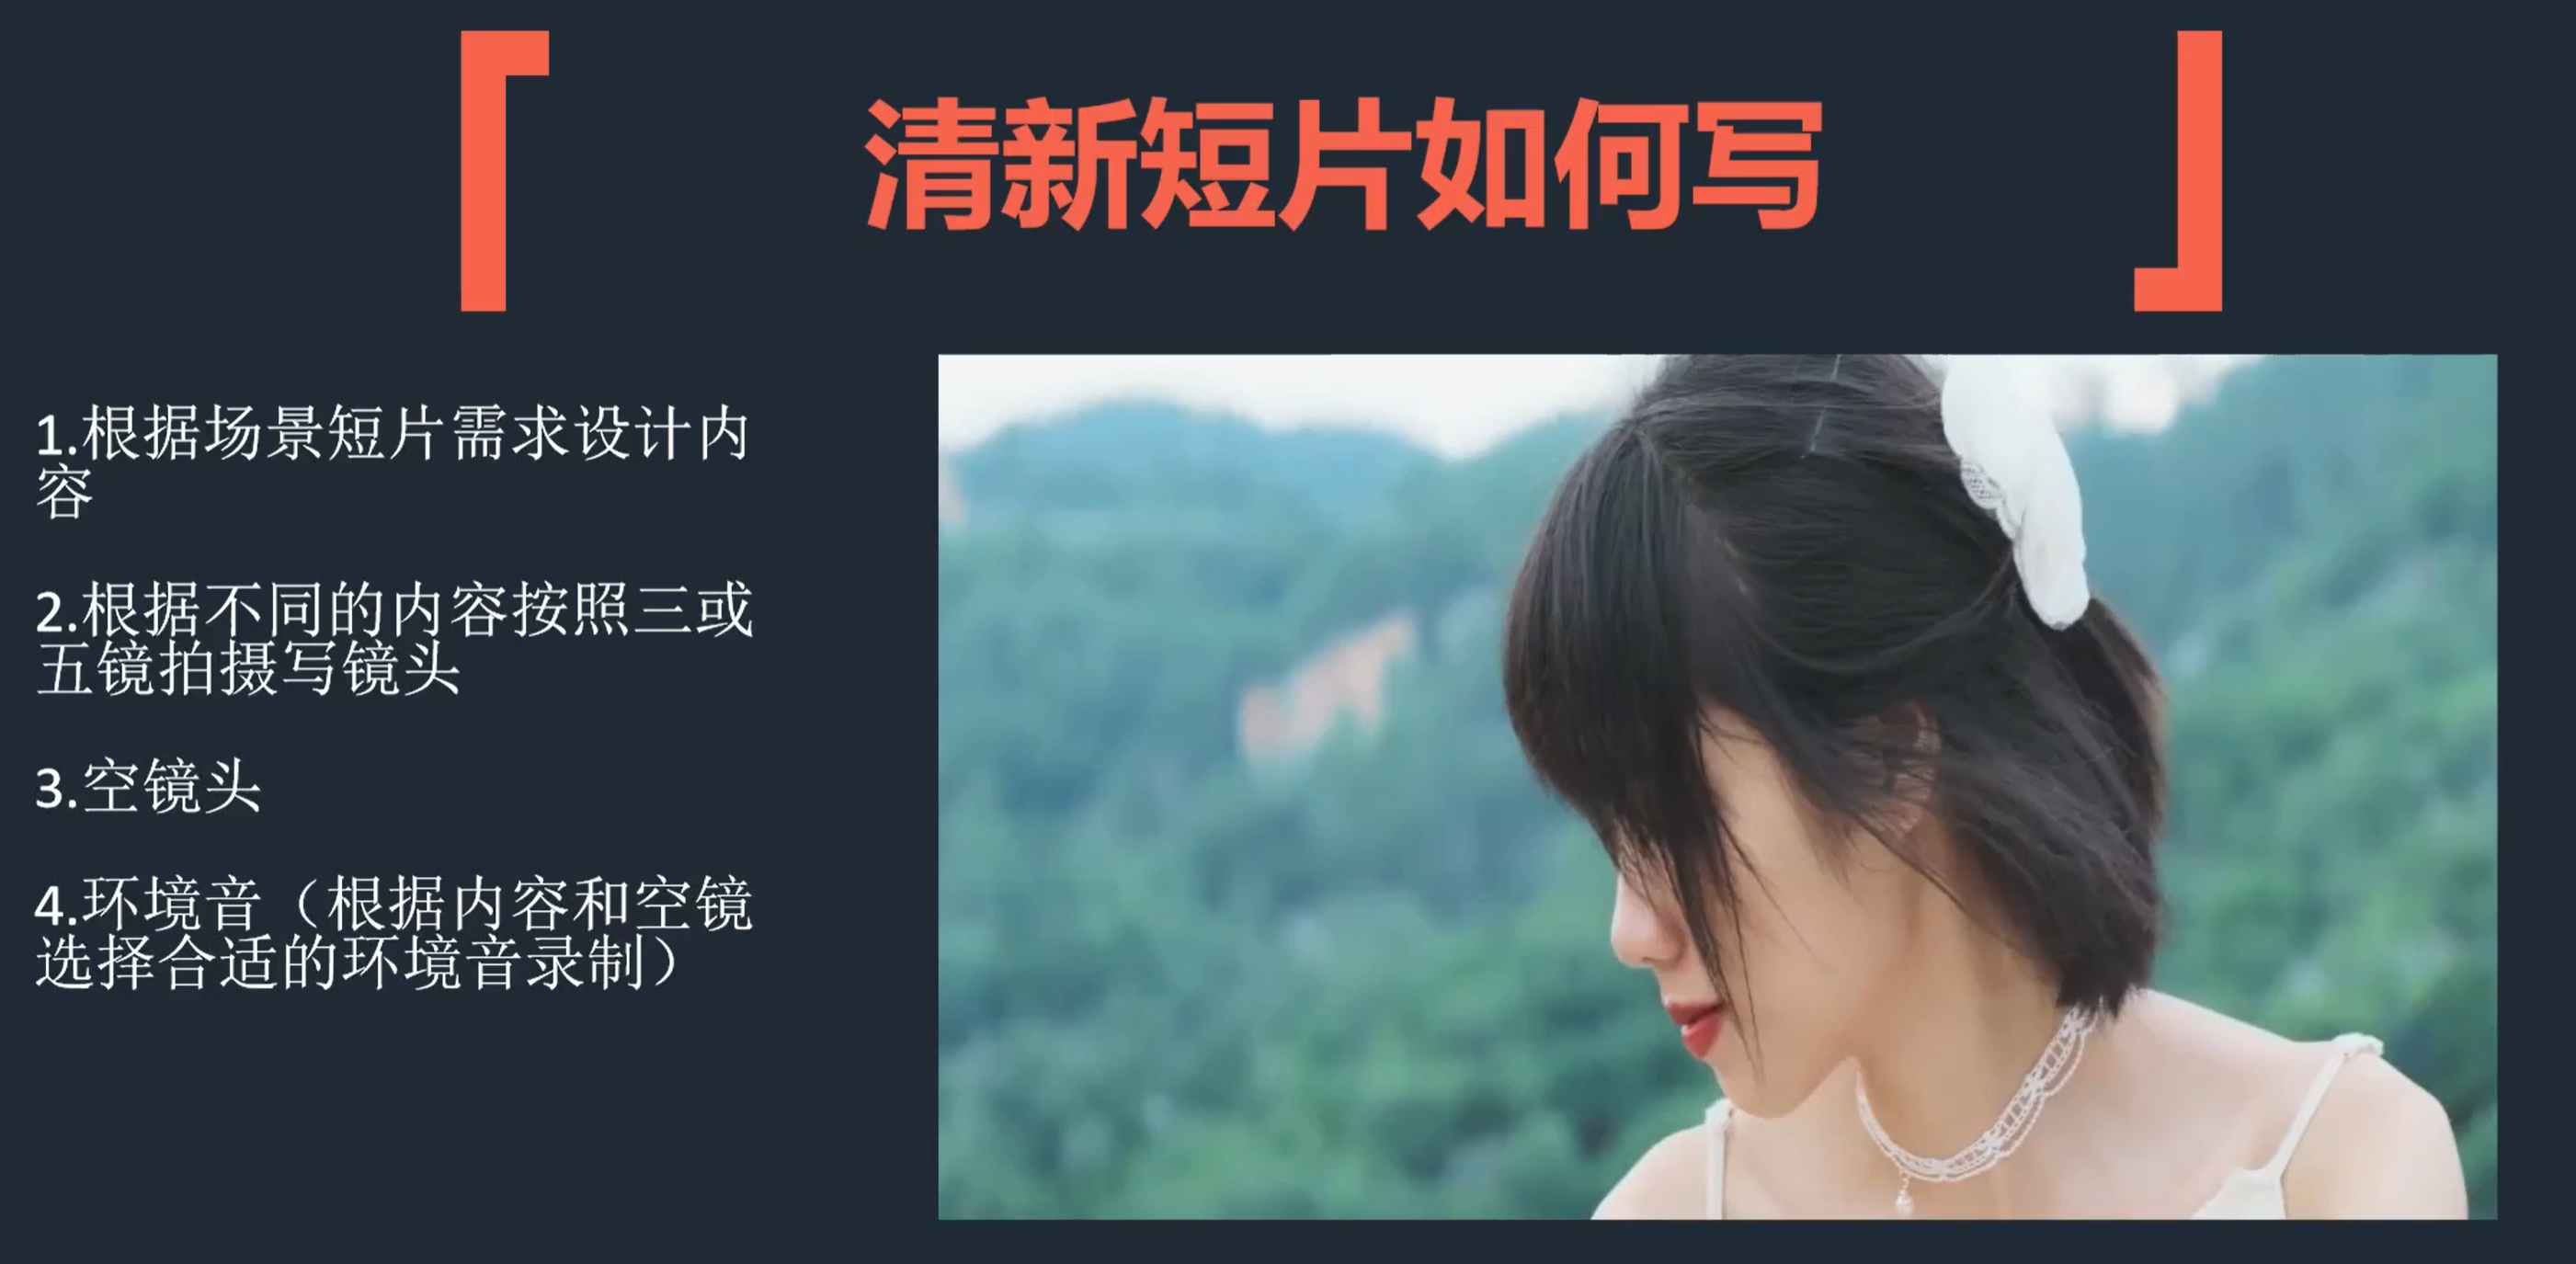 清新短片如何写
1.根据场景短片需求设计内
容
2.根据不同的内容按照三或
五镜拍摄写镜头
3.空镜头
4.环境音（根据内容和空镜
选择合适的环境音录制）